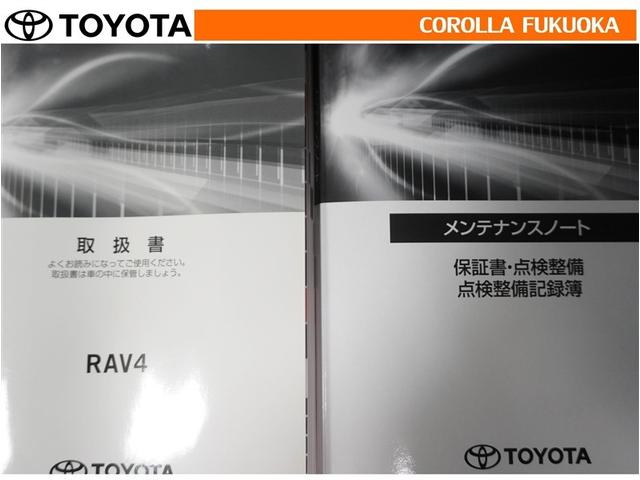 TOYOTA
COROLLA FUKUOKA
取扱書
よくお読みになってご使用ください。
取扱書は車の中に保管しましょう。
RAV4
TOYOTA
メンテナンスノート
保証書・点検整備
点検整備記録簿
TOYOTA